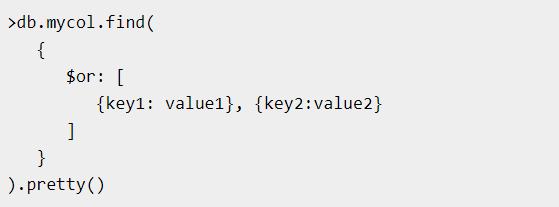 >db.mycol.find(
   {
      $or: [
         {key1: value1}, {key2:value2}
      ]
   }
).pretty()